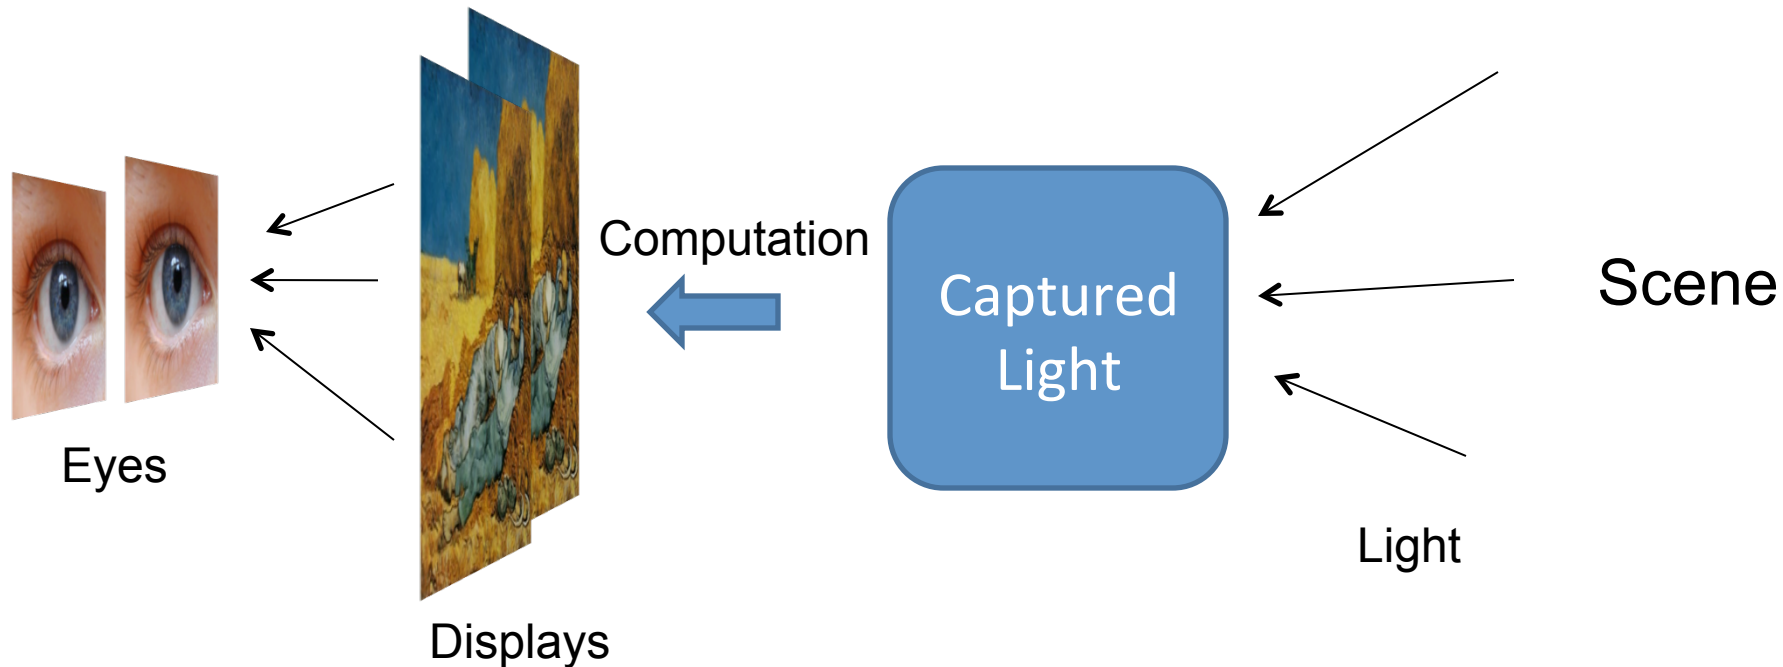 Eyes
Displays
Computation
Captured
Light
Light
Scene